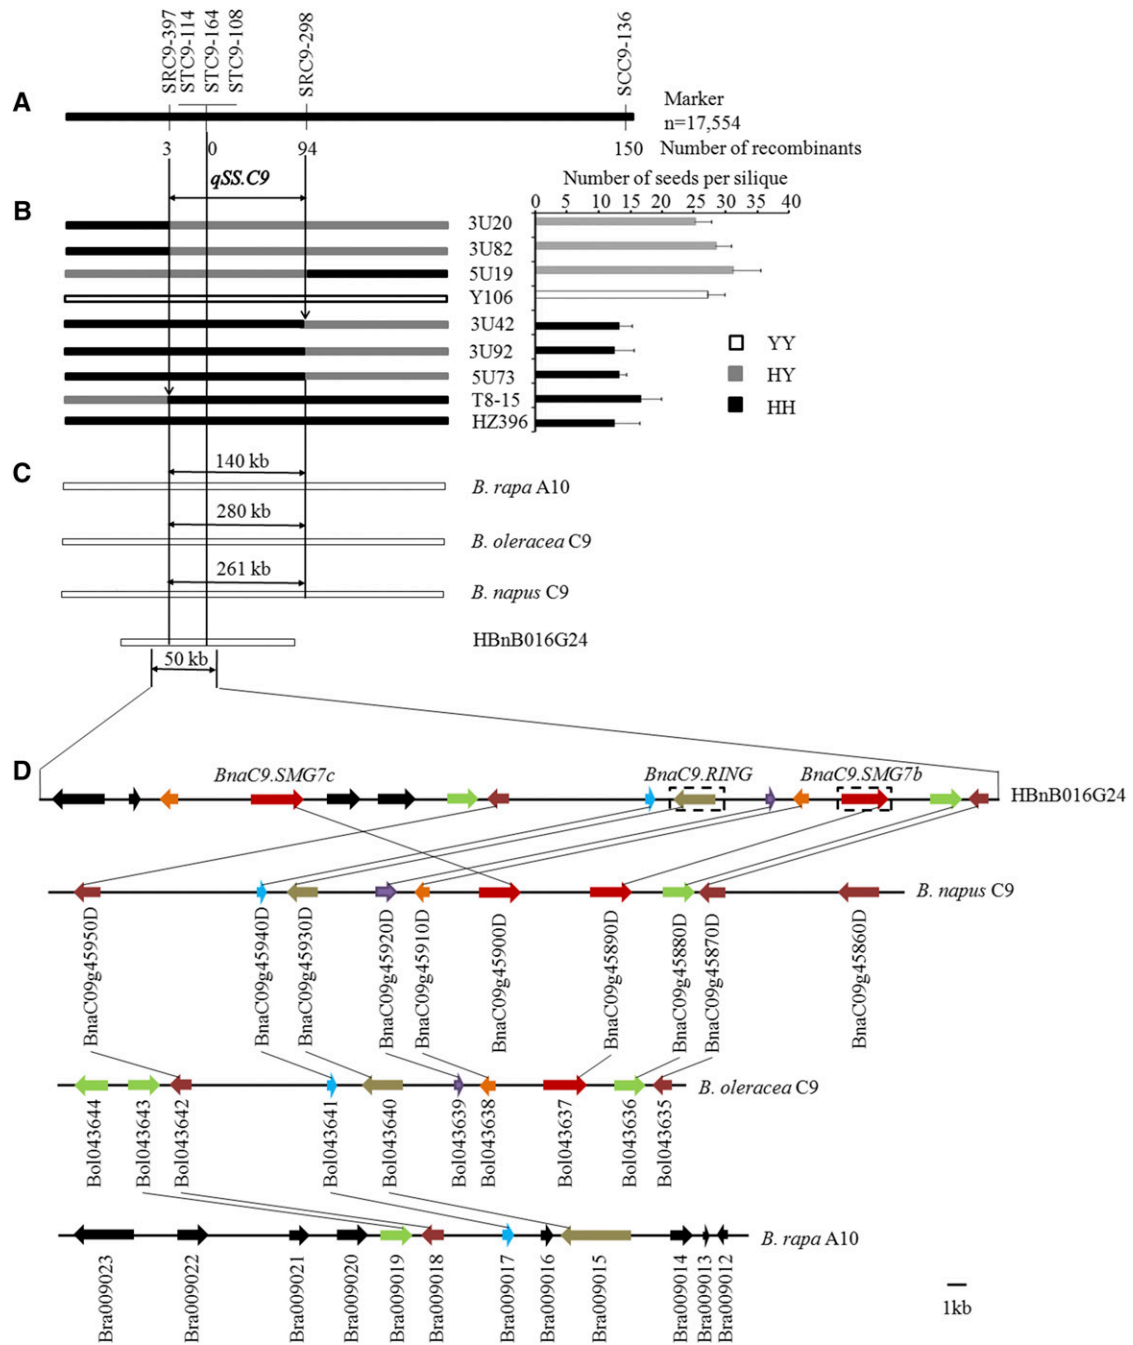 SRC9-397
STC9-114
STC9-164
STC9-108
SRC9-298
SCC9-136
A
Marker
n=17,554
3
0
94
150
Number of recombinants
qSS.C9
Number of seeds per silique
B
0 5 10 15 20 25 30 35 40
3U20
3U82
5U19
Y106
3U42
3U92
5U73
T8-15
HZ396
YY
HY
HH
C
140 kb
B. rapa A10
280 kb
B. oleracea C9
261 kb
B. napus C9
HBnB016G24
50 kb
D
BnaC9.SMG7c
BnaC9.RING
BnaC9.SMG7b
HBnB016G24
B. napus C9
BnaC09g45950D
BnaC09g45940D
BnaC09g45930D
BnaC09g45920D
BnaC09g45910D
BnaC09g45900D
BnaC09g45890D
BnaC09g45880D
BnaC09g45870D
BnaC09g45860D
B. oleracea C9
Bol043644
Bol043643
Bol043642
Bol043641
Bol043640
Bol043639
Bol043638
Bol043637
Bol043636
Bol043635
B. rapa A10
Bra009023
Bra009022
Bra009021
Bra009020
Bra009019
Bra009018
Bra009017
Bra009016
Bra009015
Bra009014
Bra009013
Bra009012
1kb